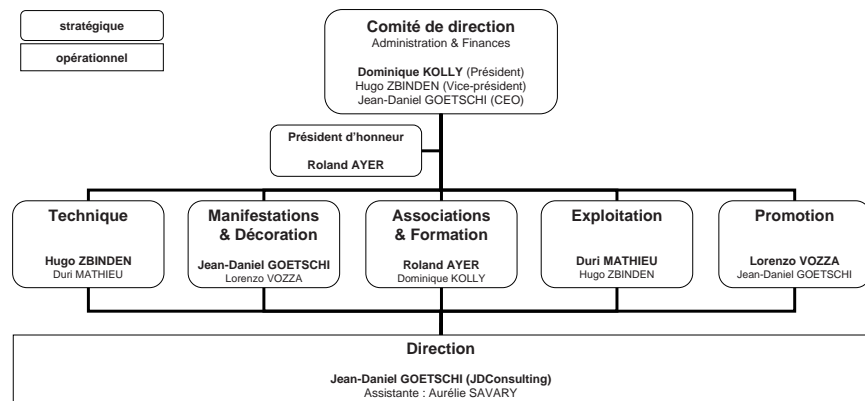 stratégique
opérationnel
Comité de direction
Administration & Finances
Dominique KOLLY (Président)
Hugo ZBINDEN (Vice-président)
Jean-Daniel GOETSCHI (CEO)
Président d'honneur
Roland AYER
Technique
Hugo ZBINDEN
Duri MATHIEU
Manifestations
& Décoration
Jean-Daniel GOETSCHI
Lorenzo VOZZA
Associations
& Formation
Roland AYER
Dominique KOLLY
Exploitation
Duri MATHIEU
Hugo ZBINDEN
Promotion
Lorenzo VOZZA
Jean-Daniel GOETSCHI
Direction
Jean-Daniel GOETSCHI (JDConsulting)
Assistante : Aurélie SAVARY